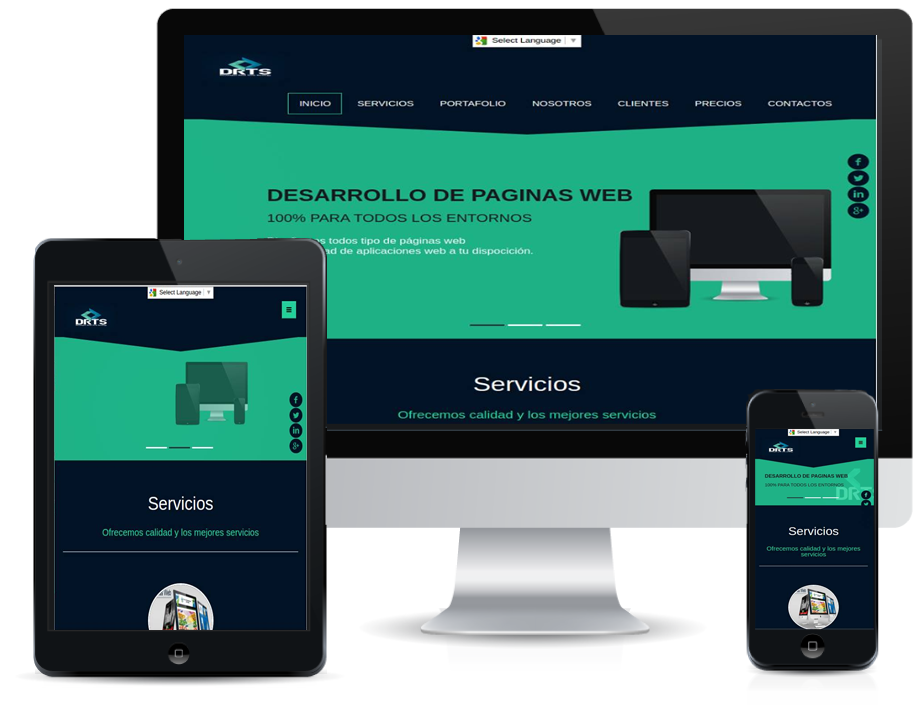 Select Language
DRTS
INICIO SERVICIOS PORTAFOLIO NOSOTROS CLIENTES PRECIOS CONTACTOS
DESARROLLO DE PAGINAS WEB
100% PARA TODOS LOS ENTORNOS
todos tipo de páginas web
de aplicaciones web a tu dispocición.
Servicios
Ofrecemos calidad y los mejores servicios
Select Language
DRTS
Servicios
Ofrecemos calidad y los mejores servicios
Select Language
DRTS
DESARROLLO DE PAGINAS WEB
100% PARA TODOS LOS ENTORNOS
DRT
Servicios
Ofrecemos calidad y los mejores
servicios